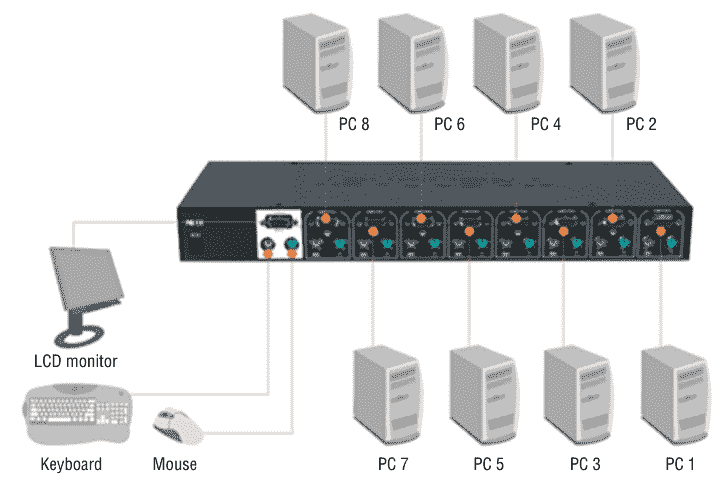 PC 8
PC 6
PC 4
PC 2
LCD monitor
Keyboard
Mouse
PC 7
PC 5
PC 3
PC 1